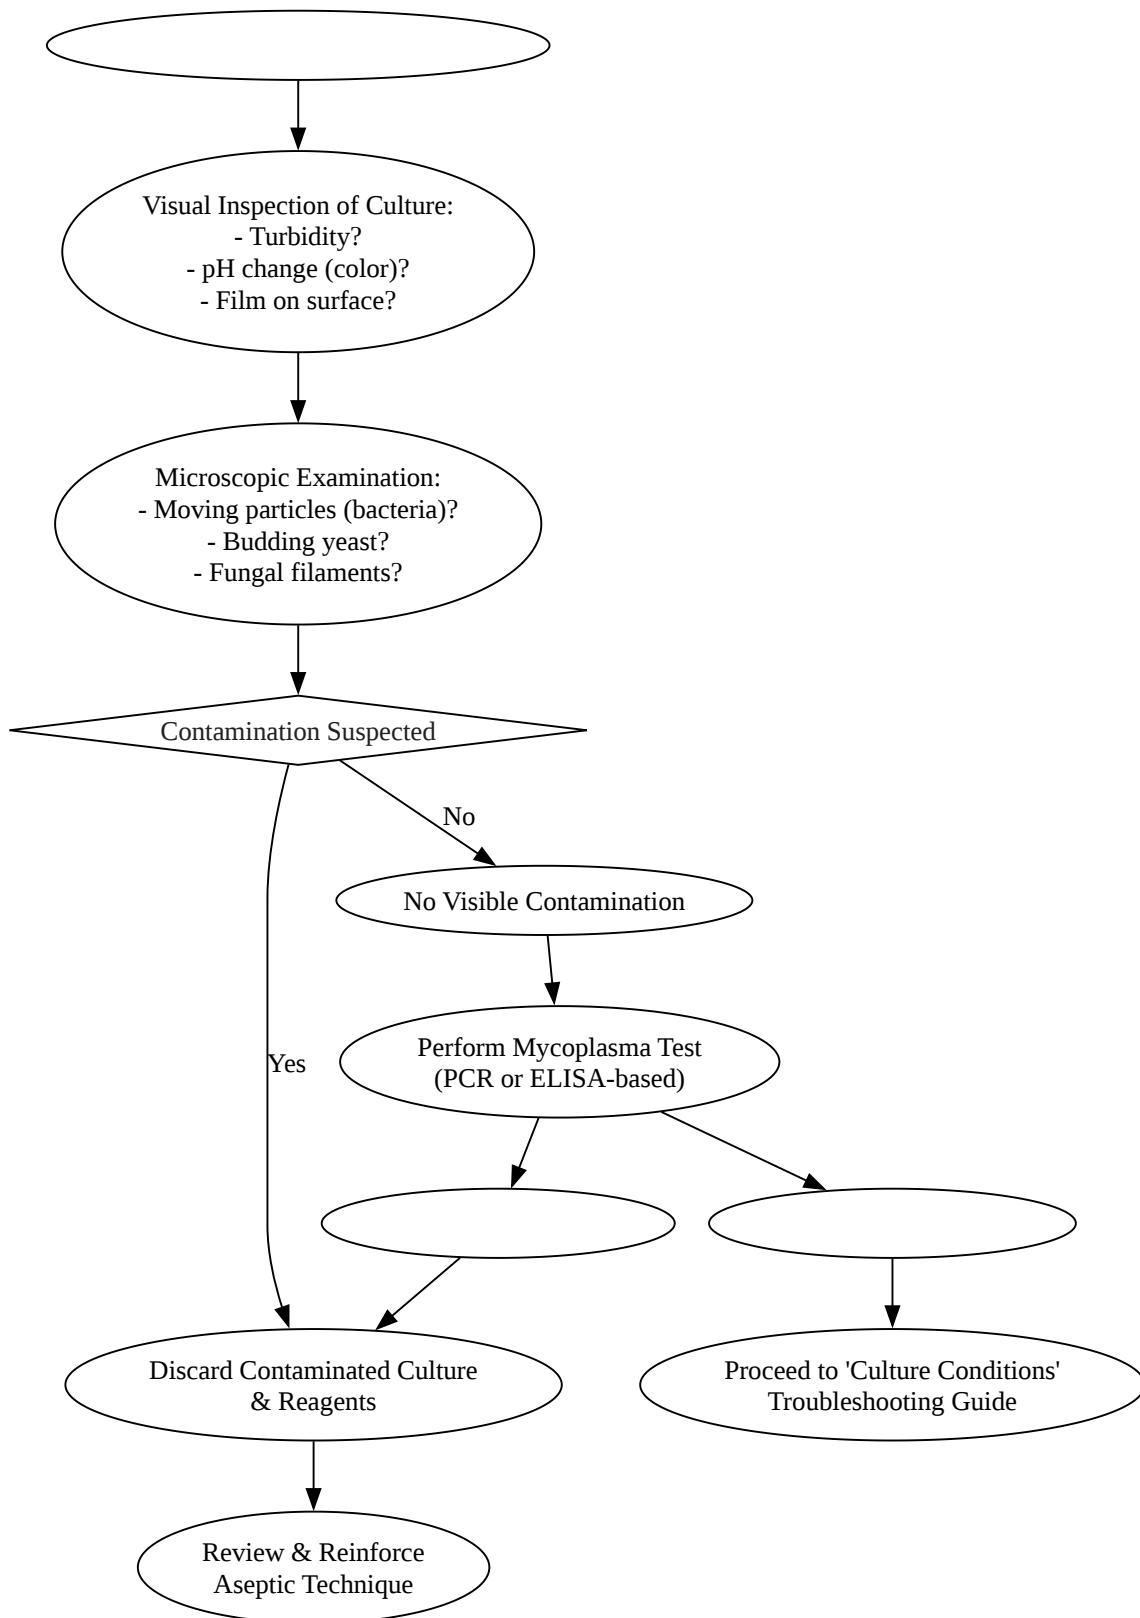 Visual Inspection of Culture:
- Turbidity?
- pH change (color)?
- Film on surface?
Microscopic Examination:
- Moving particles (bacteria)?
- Budding yeast?
- Fungal filaments?
Contamination Suspected
No
No Visible Contamination
Perform Mycoplasma Test
(PCR or ELISA-based)
Yes
Discard Contaminated Culture
& Reagents
Proceed to 'Culture Conditions'
Troubleshooting Guide
Review & Reinforce
Aseptic Technique